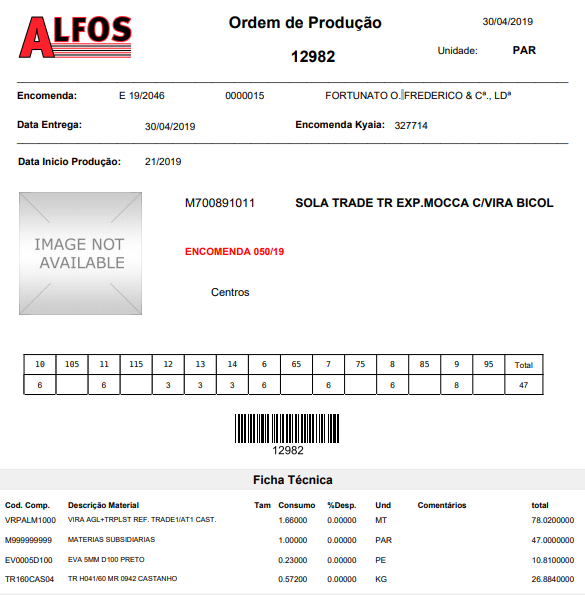 ALFOS
Ordem de Produção
30/04/2019
12982
Unidade: PAR
Encomenda: E 19/2046 0000015 FORTUNATO O. FREDERICO & Cª., LDª
Data Entrega: 30/04/2019 Encomenda Kyaia: 327714
Data Inicio Produção: 21/2019
M700891011 SOLA TRADE TR EXP.MOCCA C/VIRA BICOL
IMAGE NOT
AVAILABLE
ENCOMENDA 050/19
Centros
10 105 11 115 12 13 14 6 65 7 75 8 85 9 95 Total
6 6 3 3 3 6 6 6 8 47
12982
Ficha Técnica
Cod. Comp. Descrição Material Tam Consumo %Desp. Und Comentários total
VRPALM1000 VIRA AGL+TRPLST REF. TRADE1/AT1 CAST. 1.66000 0.00000 MT 78.0200000
M999999999 MATERIAS SUBSIDIARIAS 1.00000 0.00000 PAR 47.0000000
EV0005D100 EVA 5MM D100 PRETO 0.23000 0.00000 PE 10.8100000
TR160CAS04 TR H041/60 MR 0942 CASTANHO 0.57200 0.00000 KG 26.8840000